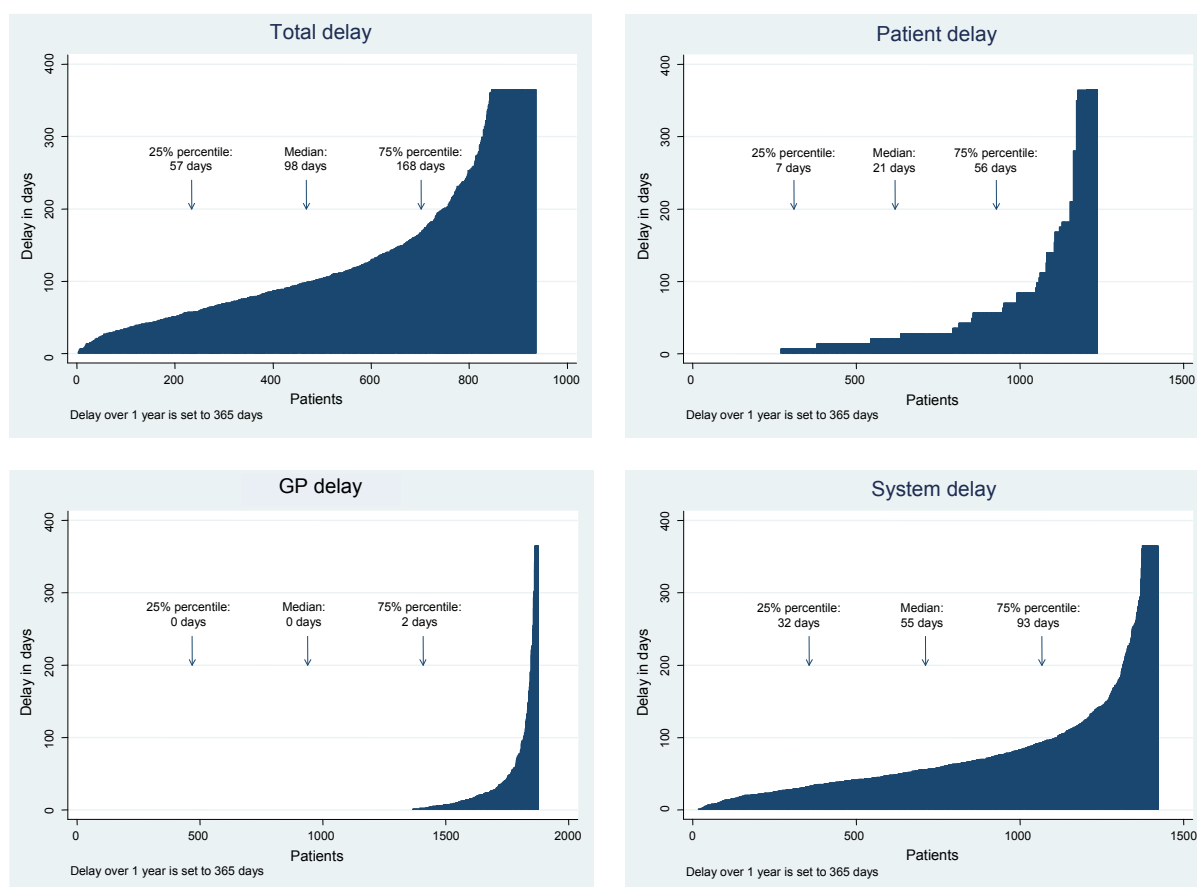 Total delay
400
300
200
100
0
Delay in days
25% percentile:
57 days
Median:
98 days
75% percentile:
168 days
0 200 400 600 800 1000
Patients
Delay over 1 year is set to 365 days
Patient delay
400
300
200
100
0
Delay in days
25% percentile:
7 days
Median:
21 days
75% percentile:
56 days
0 500 1000 1500
Patients
Delay over 1 year is set to 365 days
GP delay
400
300
200
100
0
Delay in days
25% percentile:
0 days
Median:
0 days
75% percentile:
2 days
0 500 1000 1500 2000
Patients
Delay over 1 year is set to 365 days
System delay
400
300
200
100
0
Delay in days
25% percentile:
32 days
Median:
55 days
75% percentile:
93 days
0 500 1000 1500
Patients
Delay over 1 year is set to 365 days